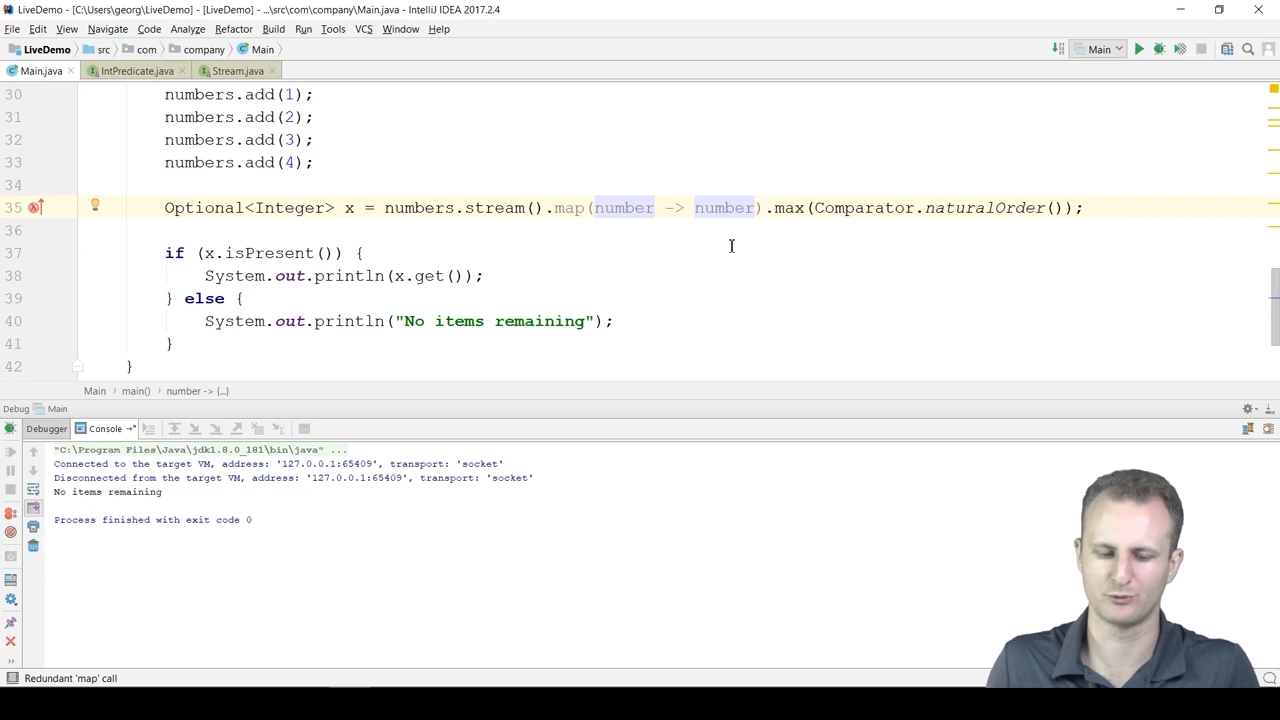 LiveDemo - [C:\Users\georg\LiveDemo] - [LiveDemo] - ...\src\com\company\Main.java - IntelliJ IDEA 2017.2.4
File Edit View Navigate Code Analyze Refactor Build Run Tools VCS Window Help
LiveDemo src com company Main Main
Main.java IntPredicate.java Stream.java
30 numbers.add(1);
31 numbers.add(2);
32 numbers.add(3);
33 numbers.add(4);
34
35 Optional<Integer> x = numbers.stream().map(number -> number).max(Comparator.naturalOrder());
36
37 if (x.isPresent()) {
38 System.out.println(x.get());
39 } else {
40 System.out.println("No items remaining");
41 }
42 }
Main main() number -> {...}
Debug Main
Debugger Console
"C:\Program Files\Java\jdk1.8.0_181\bin\java" ...
Connected to the target VM, address: '127.0.0.1:65409', transport: 'socket'
Disconnected from the target VM, address: '127.0.0.1:65409', transport: 'socket'
No items remaining
Process finished with exit code 0
Redundant 'map' call